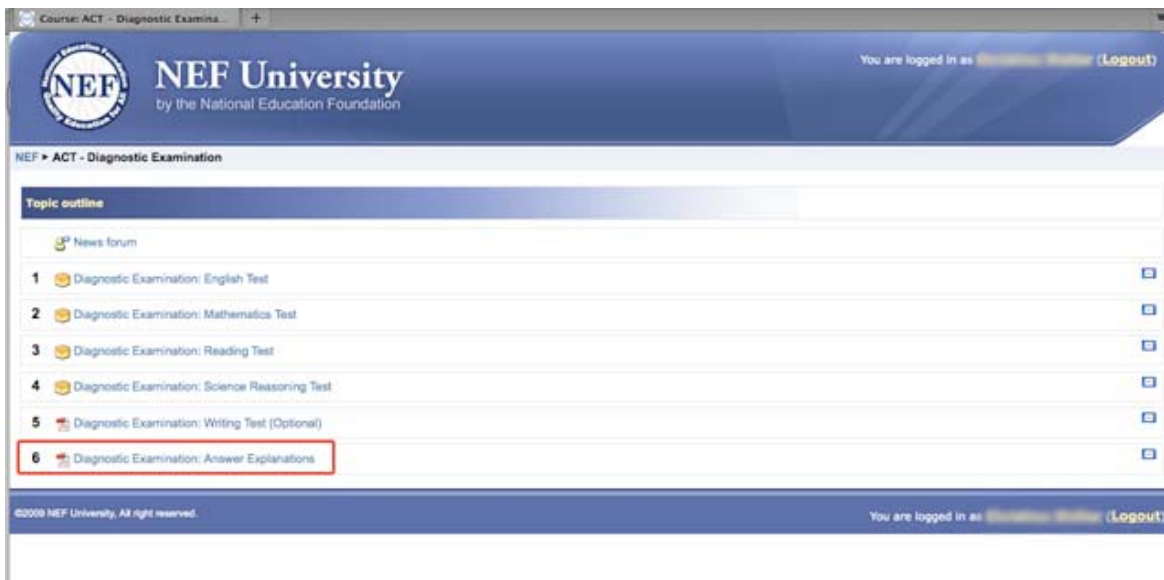 Course: ACT - Diagnostic Examina... +
NEF
NEF University
by the National Education Foundation
You are logged in as (Logout)
NEF ▸ ACT - Diagnostic Examination
Topic outline
News forum
1 Diagnostic Examination: English Test
2 Diagnostic Examination: Mathematics Test
3 Diagnostic Examination: Reading Test
4 Diagnostic Examination: Science Reasoning Test
5 Diagnostic Examination: Writing Test (Optional)
6 Diagnostic Examination: Answer Explanations
©2009 NEF University, All right reserved.
You are logged in as (Logout)